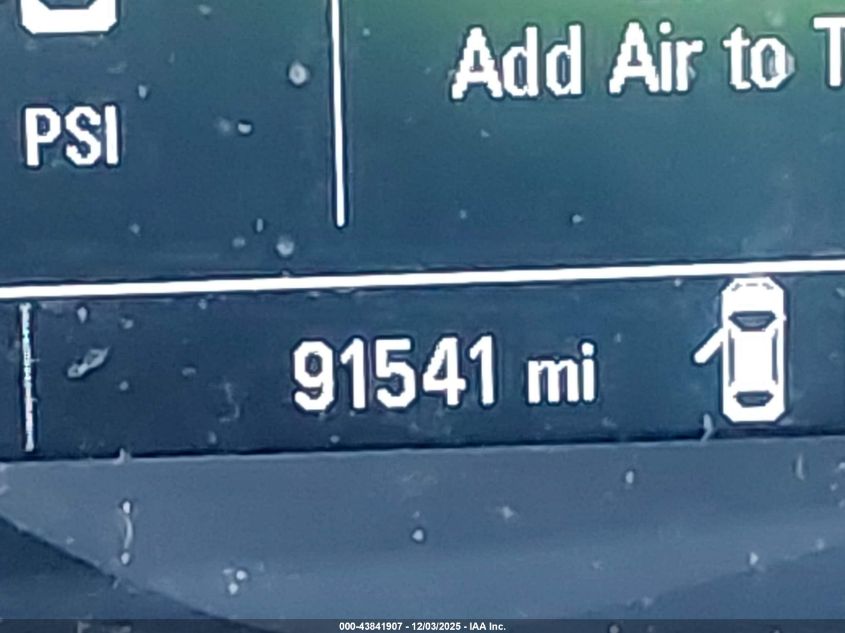 Add Air to T
PSI
91541 mi
000-43841907 - 12/03/2025 - IAA Inc.